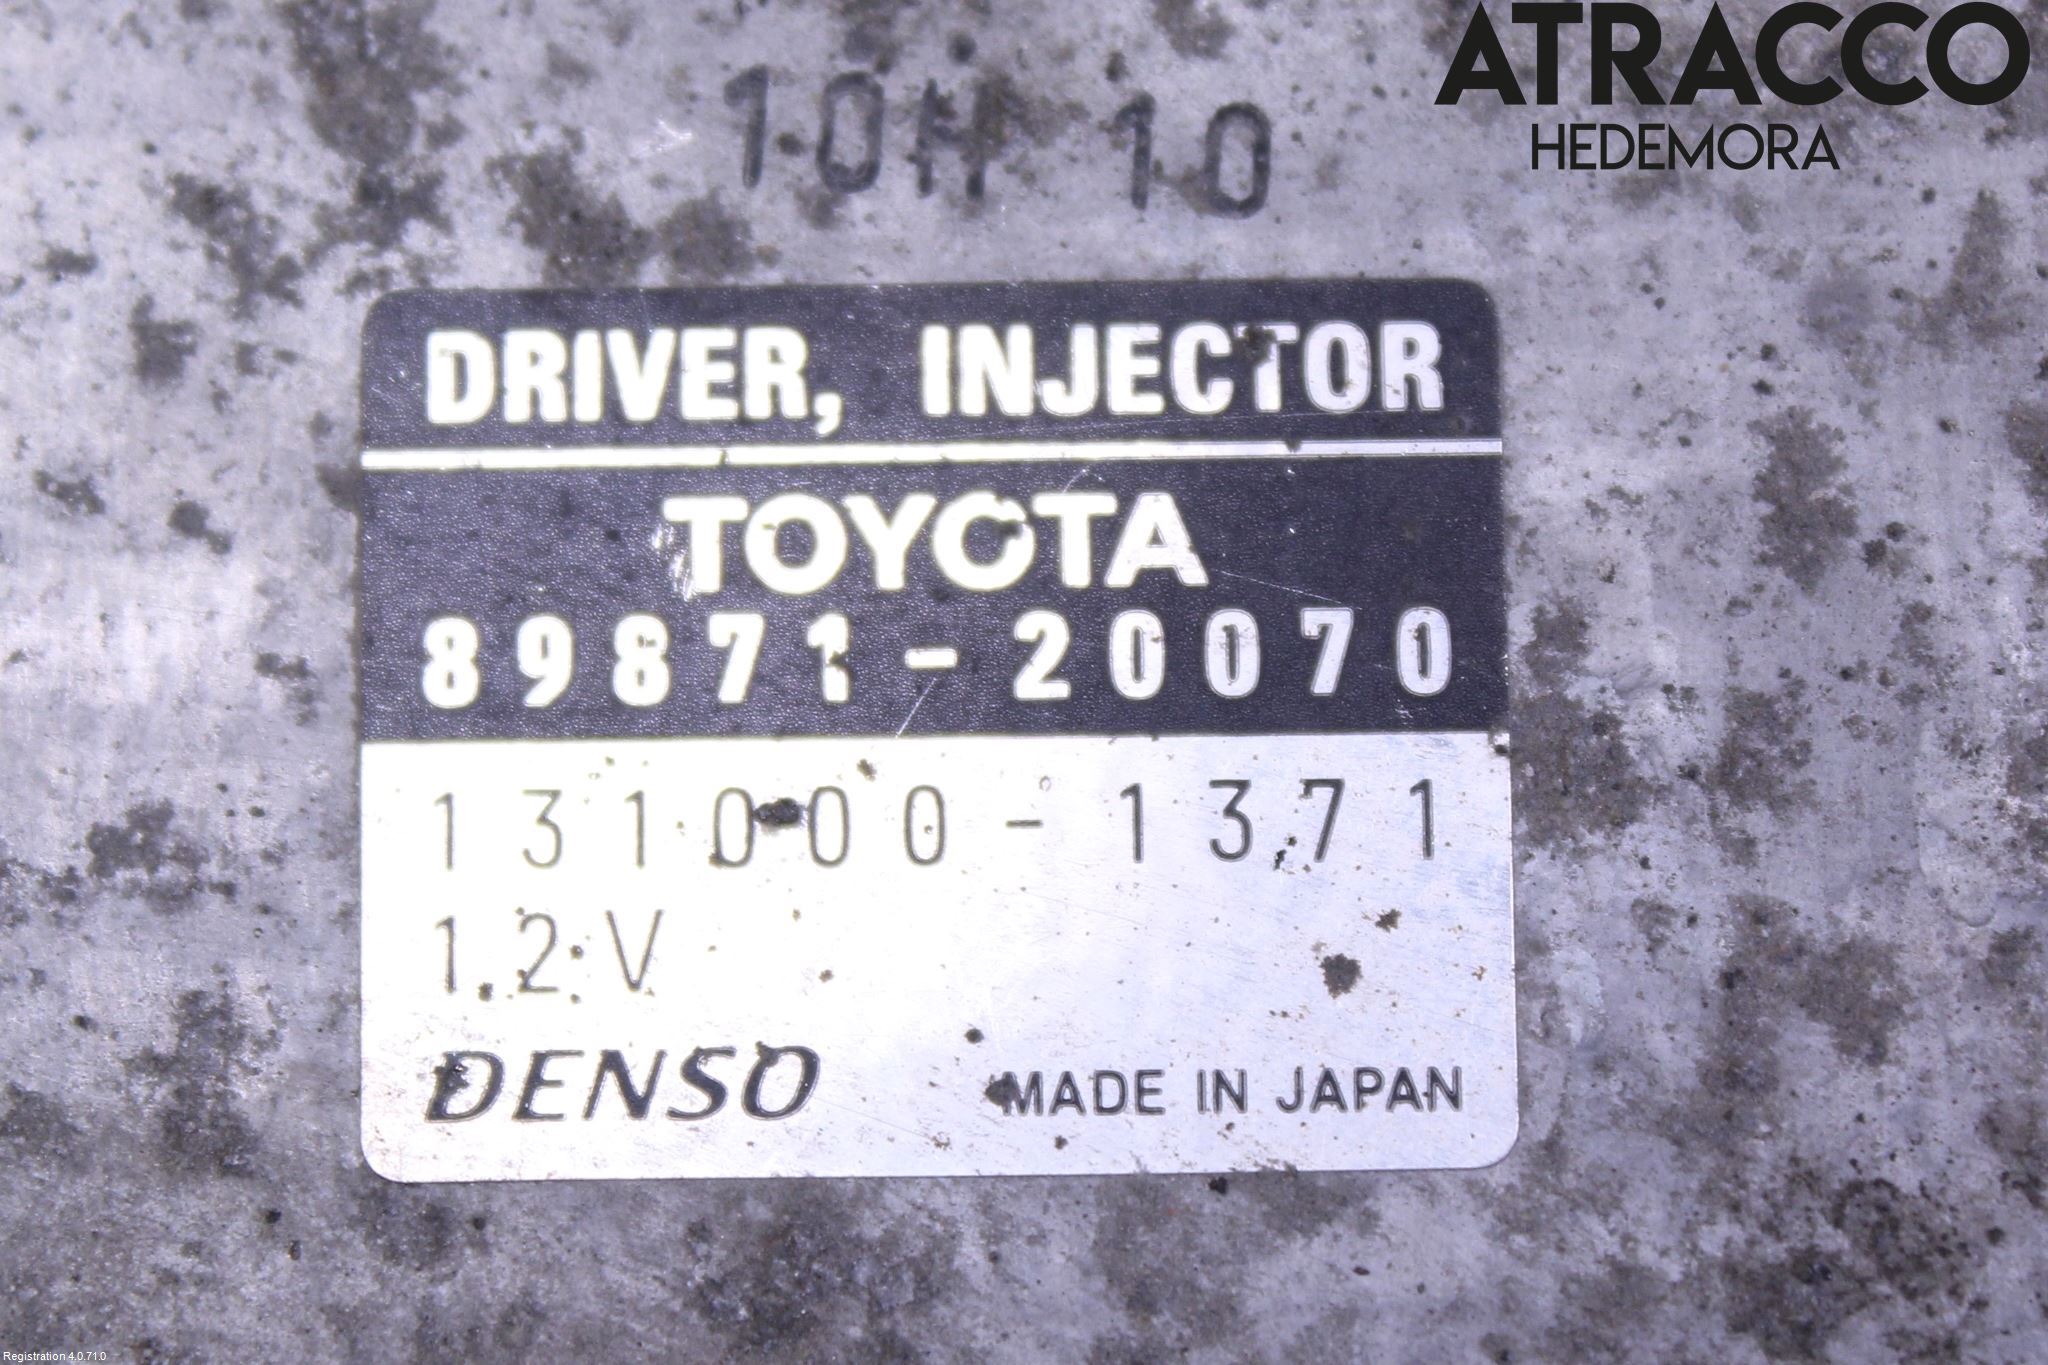 ATRACCO
HEDEMORA
10H 10
DRIVER, INJECTOR
TOYOTA
89871-20070
131000-1371
12V
DENSO MADE IN JAPAN
Registration 4.0.71.0